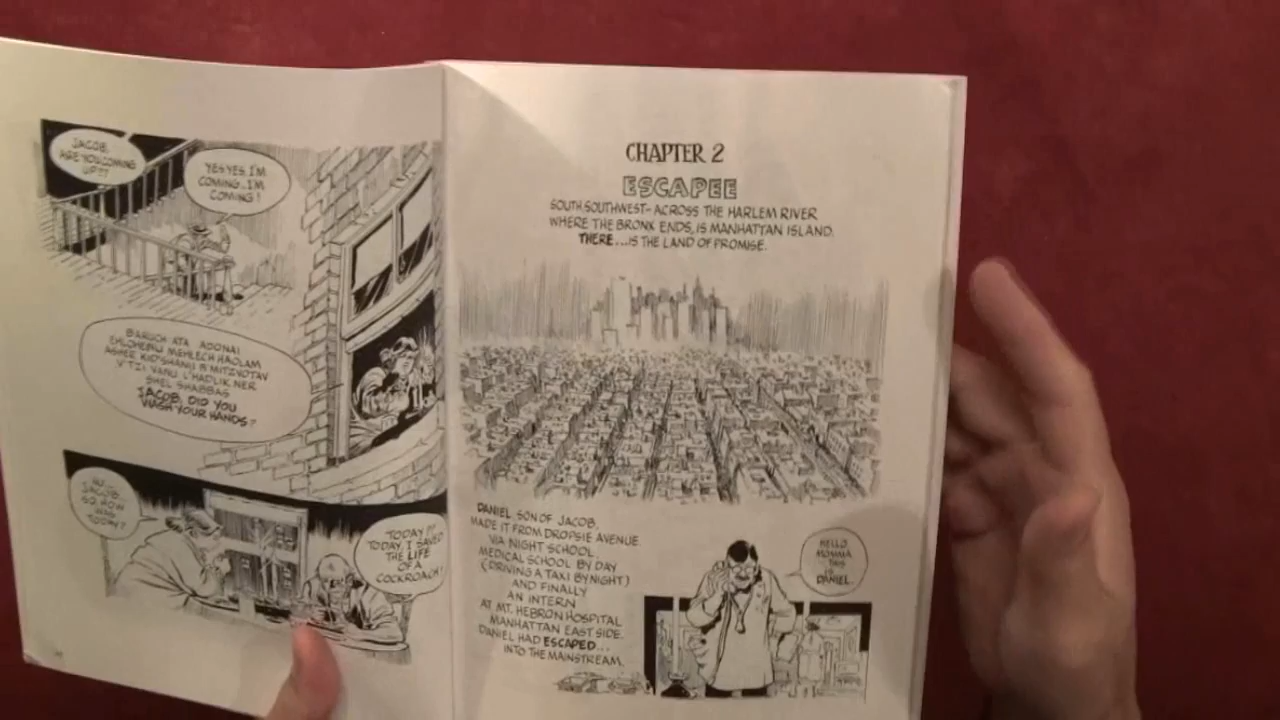 JACOB,
ARE YOU COMING
UP??
YES YES, I'M
COMING..I'M
COMING!
BARUCH ATA ADONAI
EHLOHEINU MEHLECH HAOLAM
ASHER KID'SHANU B'MITZVOTAV
V'TZI VANU L'HADLIK NER
SHEL SHABBAS
JACOB, DID YOU
WASH YOUR HANDS?
JACOB,
SO, HOW
WAS
TODAY?
TODAY??
TODAY, I SAVED
THE LIFE
OF A
COCKROACH!
CHAPTER 2
ESCAPEE
SOUTH, SOUTHWEST- ACROSS THE HARLEM RIVER
WHERE THE BRONX ENDS, IS MANHATTAN ISLAND.
THERE...IS THE LAND OF PROMISE.
DANIEL SON OF JACOB,
MADE IT FROM DROPSIE AVENUE.
VIA NIGHT SCHOOL,
MEDICAL SCHOOL BY DAY
(DRIVING A TAXI BY NIGHT)
AND FINALLY
AN INTERN
AT MT. HEBRON HOSPITAL
MANHATTAN EAST SIDE.
DANIEL HAD ESCAPED...
INTO THE MAINSTREAM.
HELLO,
MOMMA
THIS
IS
DANIEL.